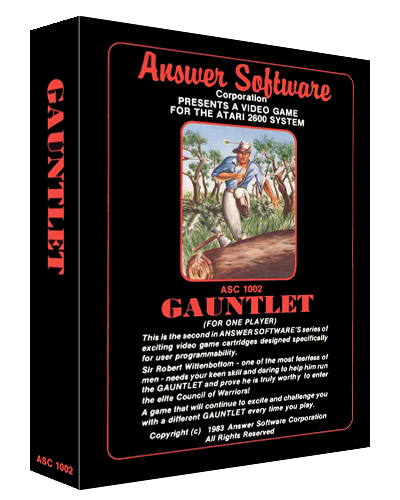 GAUNTLET
ASC 1002
Answer Software
Corporation
PRESENTS A VIDEO GAME
FOR THE ATARI 2600 SYSTEM
ASC 1002
GAUNTLET
(FOR ONE PLAYER)
This is the second in ANSWER SOFTWARE'S series of
exciting video game cartridges designed specifically
for user programmability.
Sir Robert Wittenbottom - one of the most fearless of
men - needs your keen skill and daring to help him run
the GAUNTLET and prove he is truly worthy to enter
the elite Council of Warriors!
A game that will continue to excite and challenge you
with a different GAUNTLET every time you play.
Copyright (c) 1983 Answer Software Corporation
All Rights Reserved